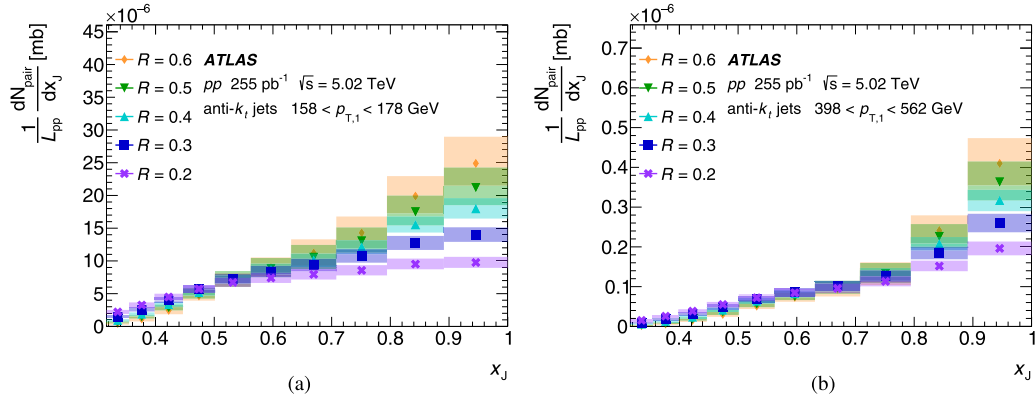 ×10⁻⁶
1/L_pp dN_pair/dx_J [mb]
45
40
35
30
25
20
15
10
5
0
R = 0.6 ATLAS
R = 0.5 pp 255 pb⁻¹ √s = 5.02 TeV
R = 0.4 anti-k_t jets 158 < p_T,1 < 178 GeV
R = 0.3
R = 0.2
0.4 0.5 0.6 0.7 0.8 0.9 1
x_J
(a)
×10⁻⁶
1/L_pp dN_pair/dx_J [mb]
0.7
0.6
0.5
0.4
0.3
0.2
0.1
0
R = 0.6 ATLAS
R = 0.5 pp 255 pb⁻¹ √s = 5.02 TeV
R = 0.4 anti-k_t jets 398 < p_T,1 < 562 GeV
R = 0.3
R = 0.2
0.4 0.5 0.6 0.7 0.8 0.9 1
x_J
(b)